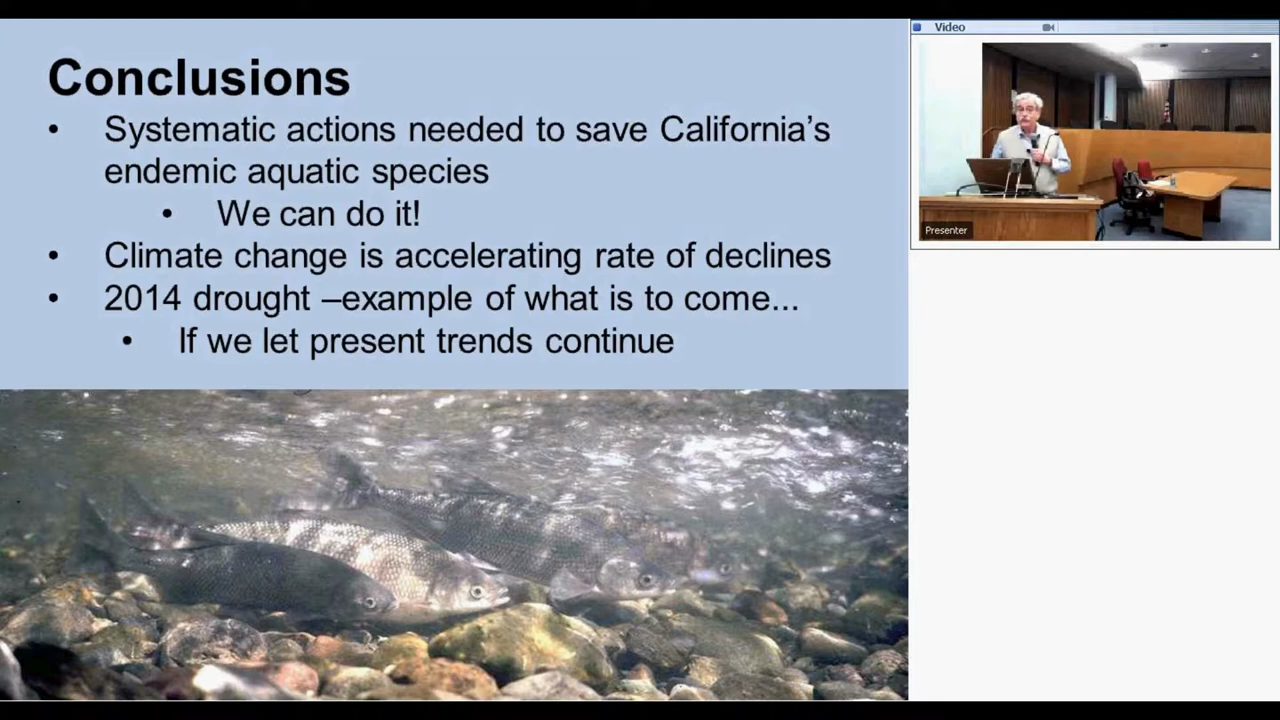 Conclusions
• Systematic actions needed to save California’s
endemic aquatic species
• We can do it!
• Climate change is accelerating rate of declines
• 2014 drought –example of what is to come...
• If we let present trends continue
Video
Presenter